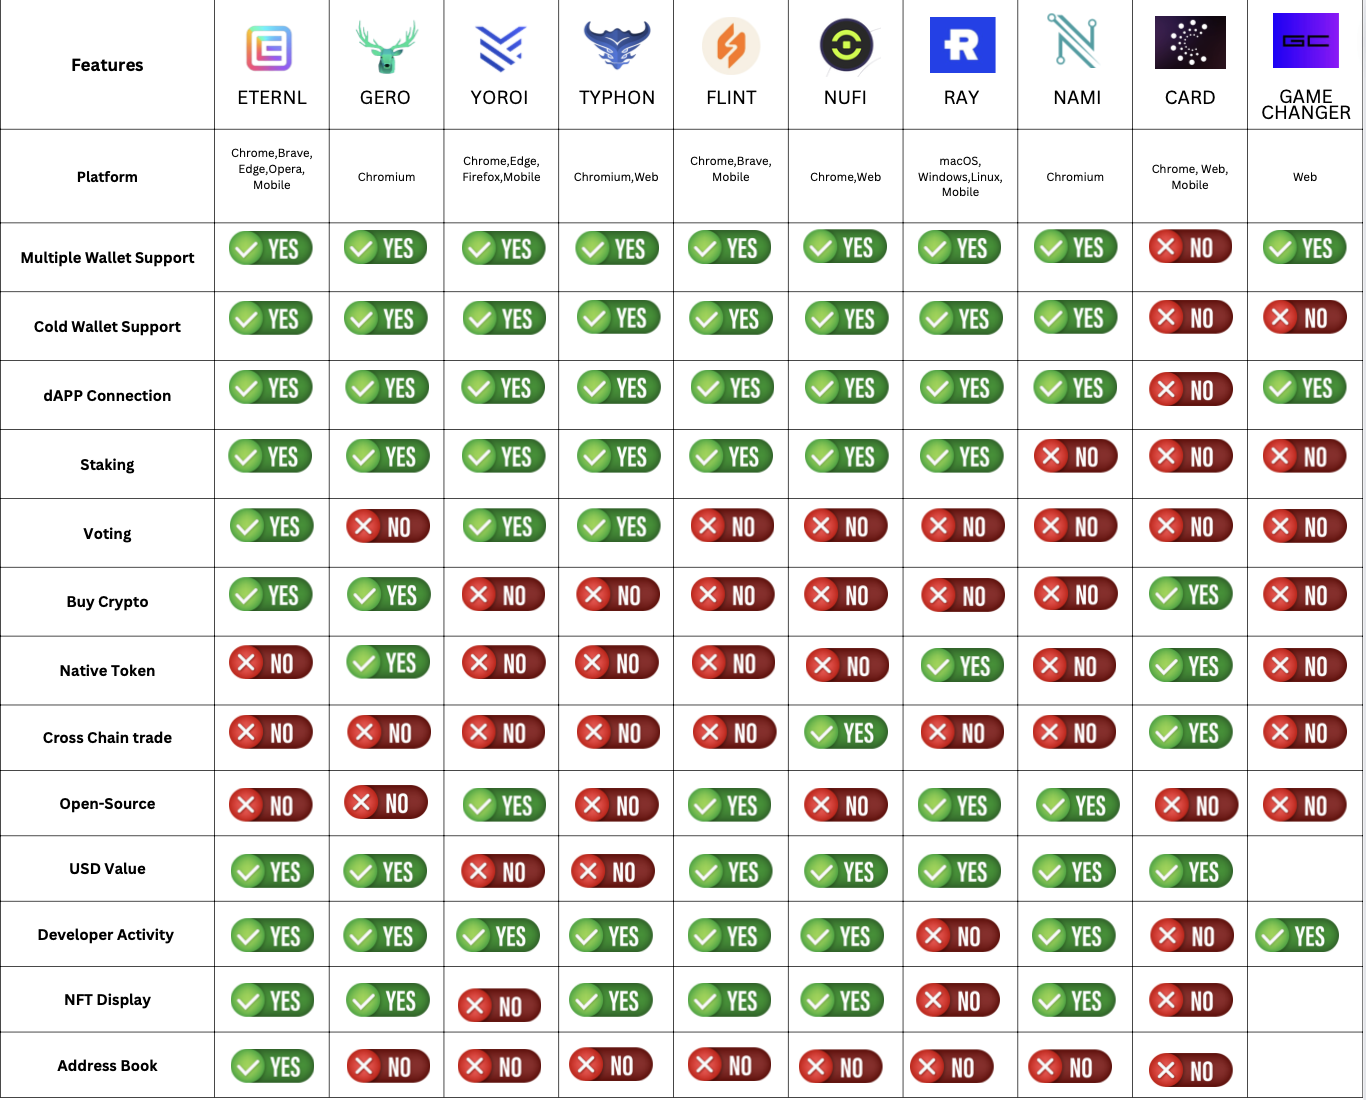 Features
ETERNL
GERO
YOROI
TYPHON
FLINT
NUFI
R
RAY
NAMI
CARD
GC
GAME
CHANGER
Platform
Chrome,Brave,
Edge,Opera,
Mobile
Chromium
Chrome,Edge,
Firefox,Mobile
Chromium,Web
Chrome,Brave,
Mobile
Chrome,Web
macOS,
Windows,Linux,
Mobile
Chromium
Chrome, Web,
Mobile
Web
Multiple Wallet Support
YES
YES
YES
YES
YES
YES
YES
YES
NO
YES
Cold Wallet Support
YES
YES
YES
YES
YES
YES
YES
YES
NO
NO
dAPP Connection
YES
YES
YES
YES
YES
YES
YES
YES
NO
YES
Staking
YES
YES
YES
YES
YES
YES
YES
NO
NO
NO
Voting
YES
NO
YES
YES
NO
NO
NO
NO
NO
NO
Buy Crypto
YES
YES
NO
NO
NO
NO
NO
NO
YES
NO
Native Token
NO
YES
NO
NO
NO
NO
YES
NO
YES
NO
Cross Chain trade
NO
NO
NO
NO
NO
YES
NO
NO
YES
NO
Open-Source
NO
NO
YES
NO
YES
NO
YES
YES
NO
NO
USD Value
YES
YES
NO
NO
YES
YES
YES
YES
YES
Developer Activity
YES
YES
YES
YES
YES
YES
NO
YES
NO
YES
NFT Display
YES
YES
NO
YES
YES
YES
NO
YES
NO
Address Book
YES
NO
NO
NO
NO
NO
NO
NO
NO